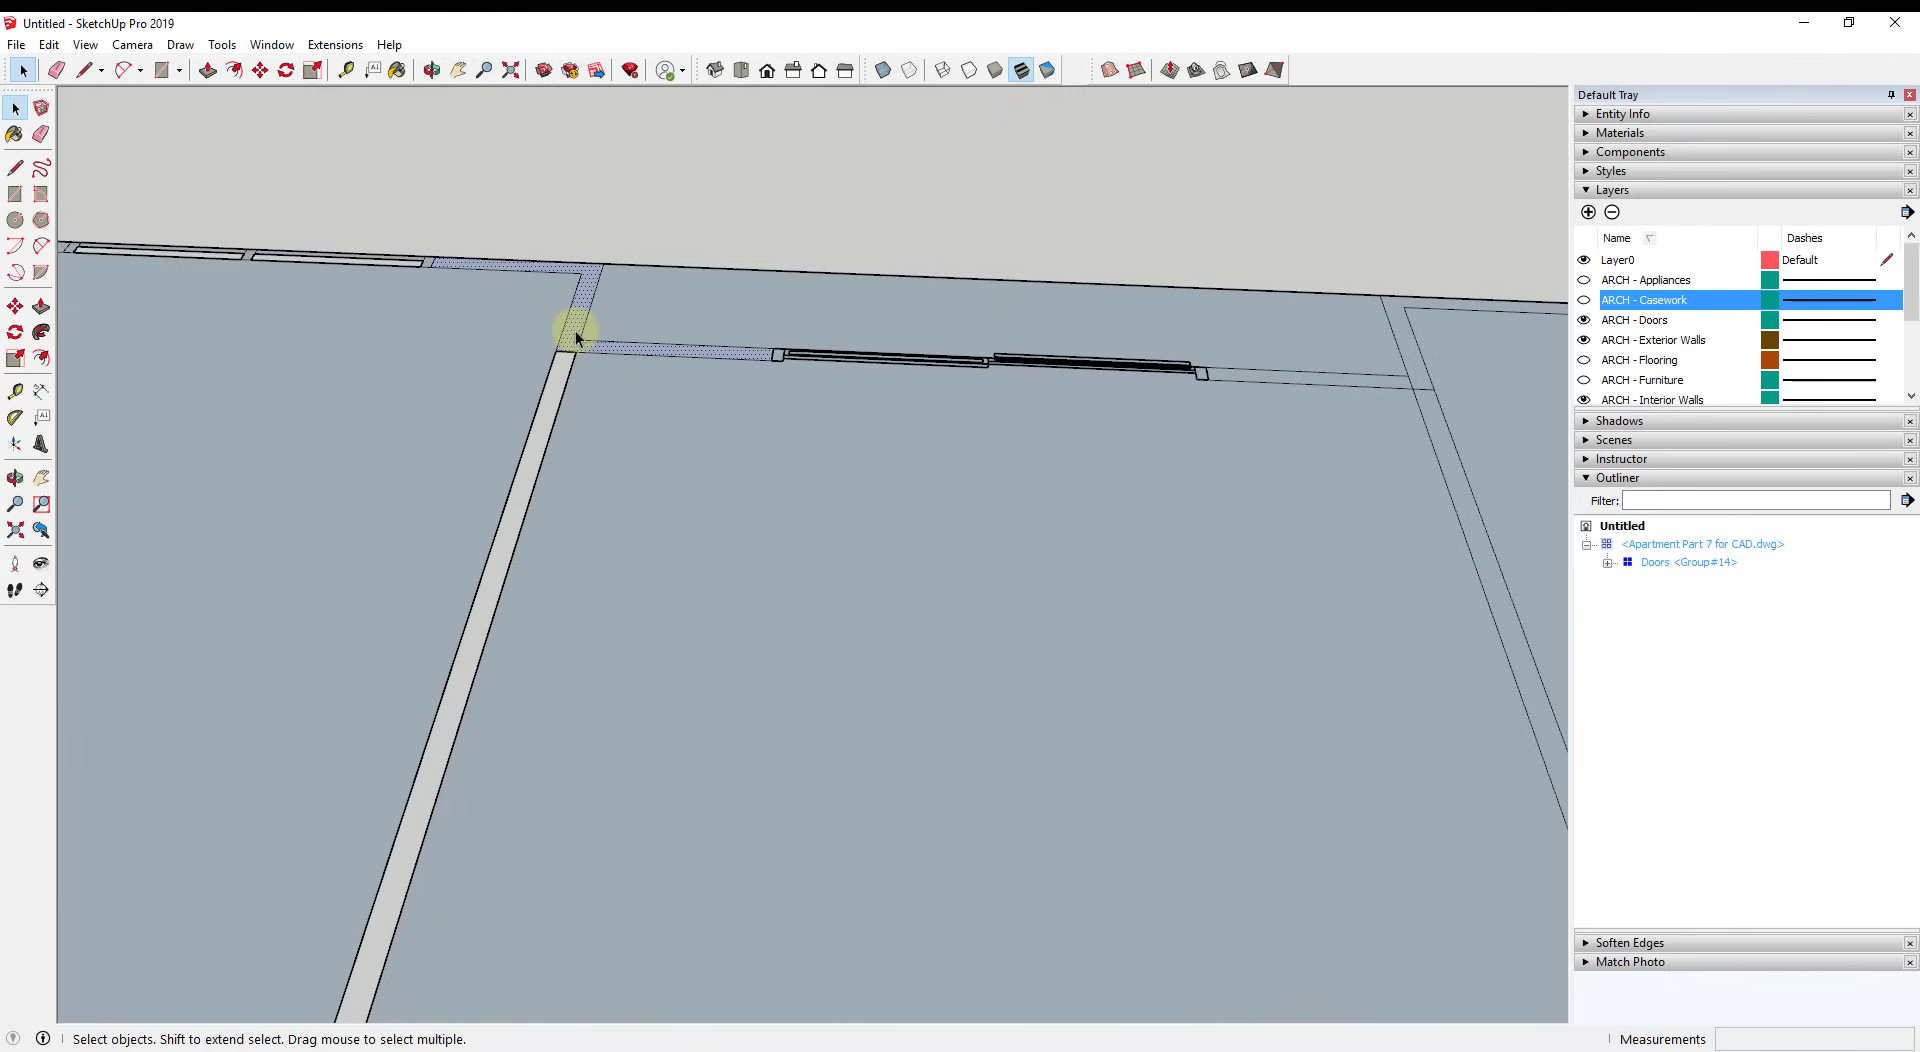 Untitled - SketchUp Pro 2019
File Edit View Camera Draw Tools Window Extensions Help
Default Tray
Entity Info
Materials
Components
Styles
Layers
Name Dashes
Layer0 Default
ARCH - Appliances
ARCH - Casework
ARCH - Doors
ARCH - Exterior Walls
ARCH - Flooring
ARCH - Furniture
ARCH - Interior Walls
Shadows
Scenes
Instructor
Outliner
Filter:
Untitled
<Apartment Part 7 for CAD.dwg>
Doors <Group#14>
Soften Edges
Match Photo
Select objects. Shift to extend select. Drag mouse to select multiple. Measurements